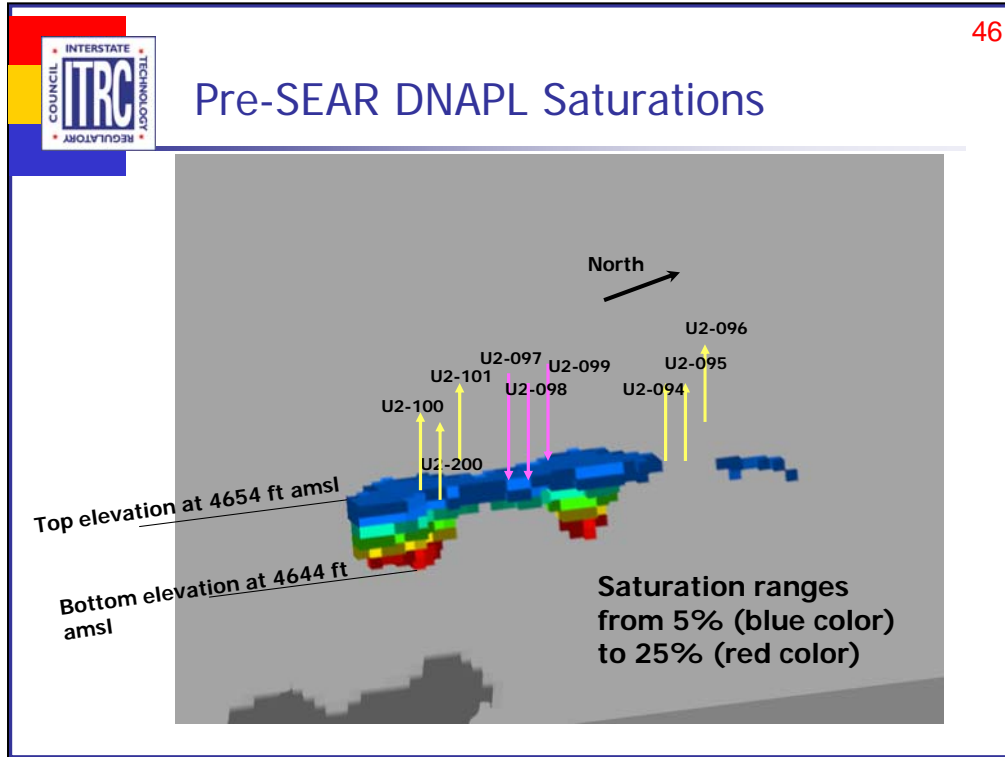 46
INTERSTATE
COUNCIL
ITRC
TECHNOLOGY
REGULATORY
Pre-SEAR DNAPL Saturations
North
U2-096
U2-097
U2-099
U2-095
U2-101
U2-098
U2-094
U2-100
U2-200
Top elevation at 4654 ft amsl
Bottom elevation at 4644 ft
amsl
Saturation ranges
from 5% (blue color)
to 25% (red color)